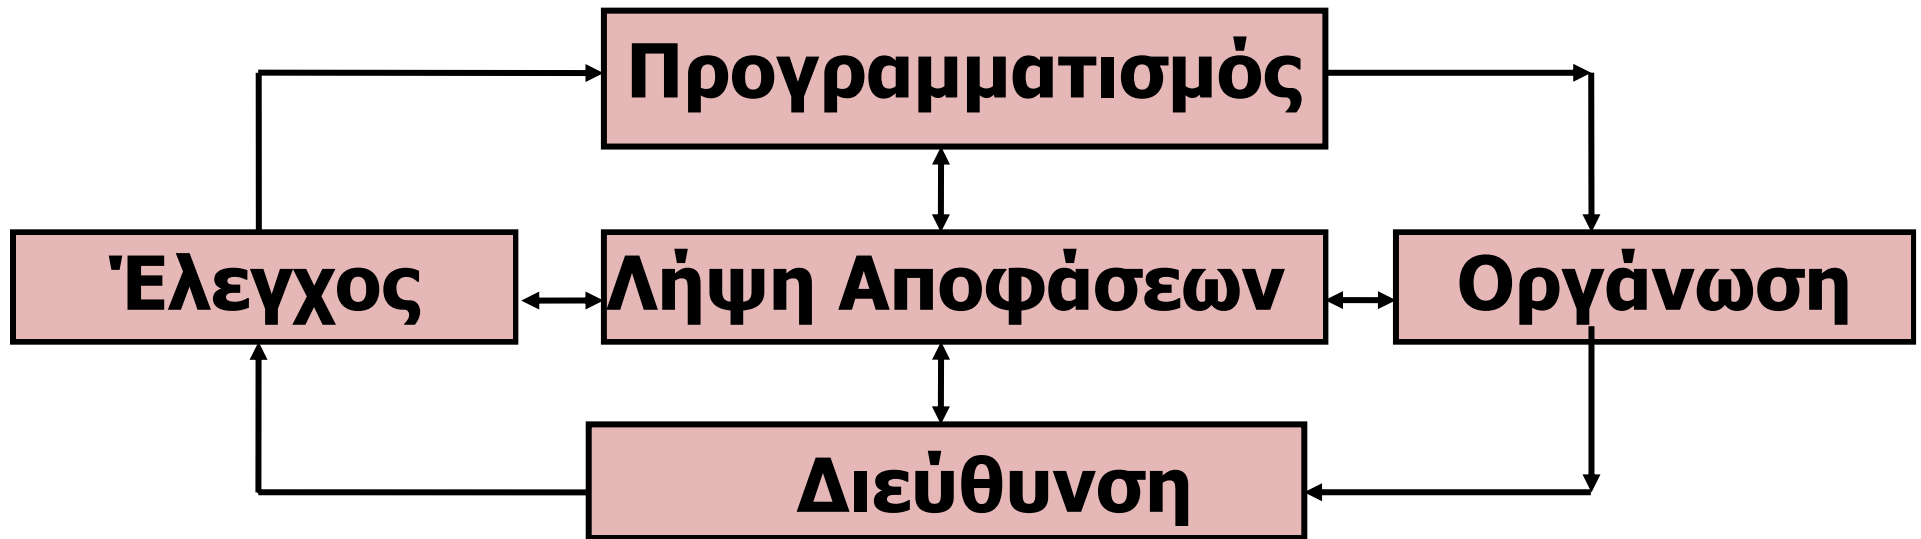 Προγραμματισμός
Έλεγχος
Λήψη Αποφάσεων
Οργάνωση
Διεύθυνση